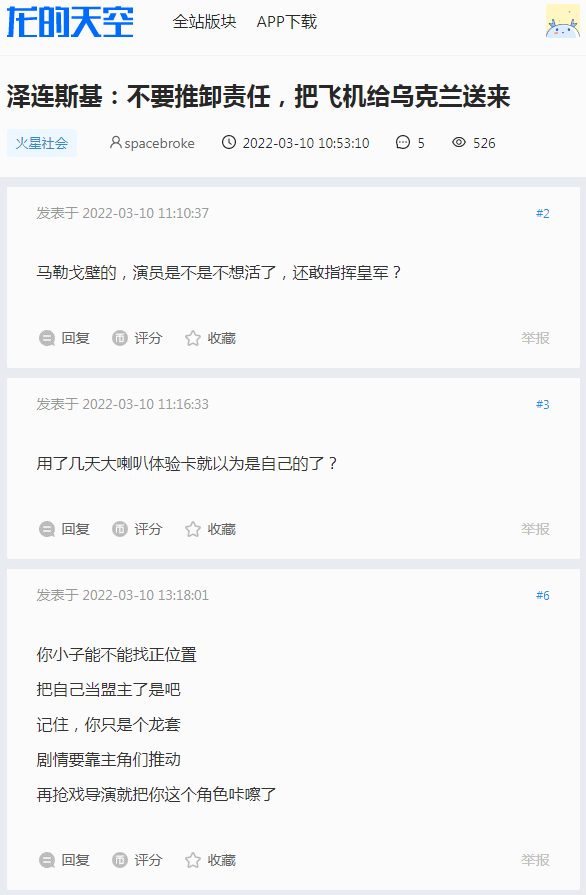 龙的天空 全站版块 APP下载
泽连斯基：不要推卸责任，把飞机给乌克兰送来
火星社会 spacebroke 2022-03-10 10:53:10 5 526
发表于 2022-03-10 11:10:37 #2
马勒戈壁的，演员是不是不想活了，还敢指挥皇军？
回复 评分 收藏 举报
发表于 2022-03-10 11:16:33 #3
用了几天大喇叭体验卡就以为是自己的了？
回复 评分 收藏 举报
发表于 2022-03-10 13:18:01 #6
你小子能不能找正位置
把自己当盟主了是吧
记住，你只是个龙套
剧情要靠主角们推动
再抢戏导演就把你这个角色咔嚓了
回复 评分 收藏 举报